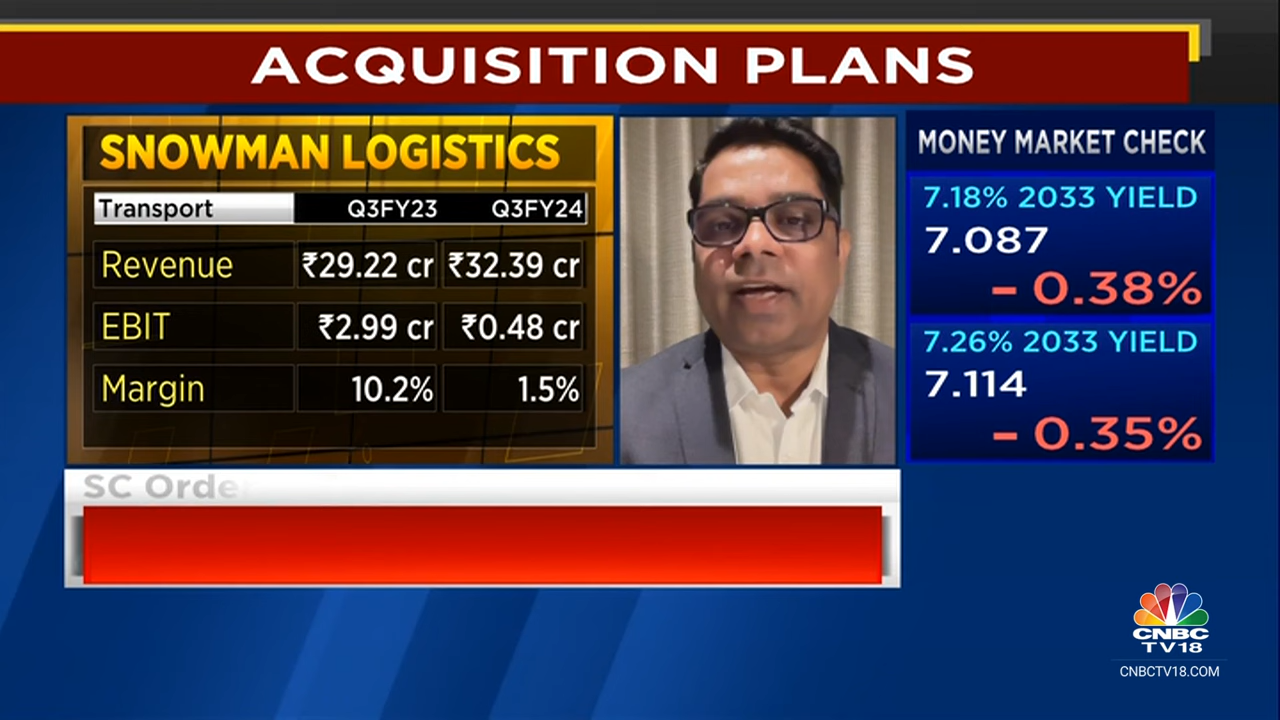 ACQUISITION PLANS
SNOWMAN LOGISTICS
Transport Q3FY23 Q3FY24
Revenue ₹29.22 cr ₹32.39 cr
EBIT ₹2.99 cr ₹0.48 cr
Margin 10.2% 1.5%
MONEY MARKET CHECK
7.18% 2033 YIELD
7.087
- 0.38%
7.26% 2033 YIELD
7.114
- 0.35%
SC Orde
CNBC
TV18
CNBCTV18.COM